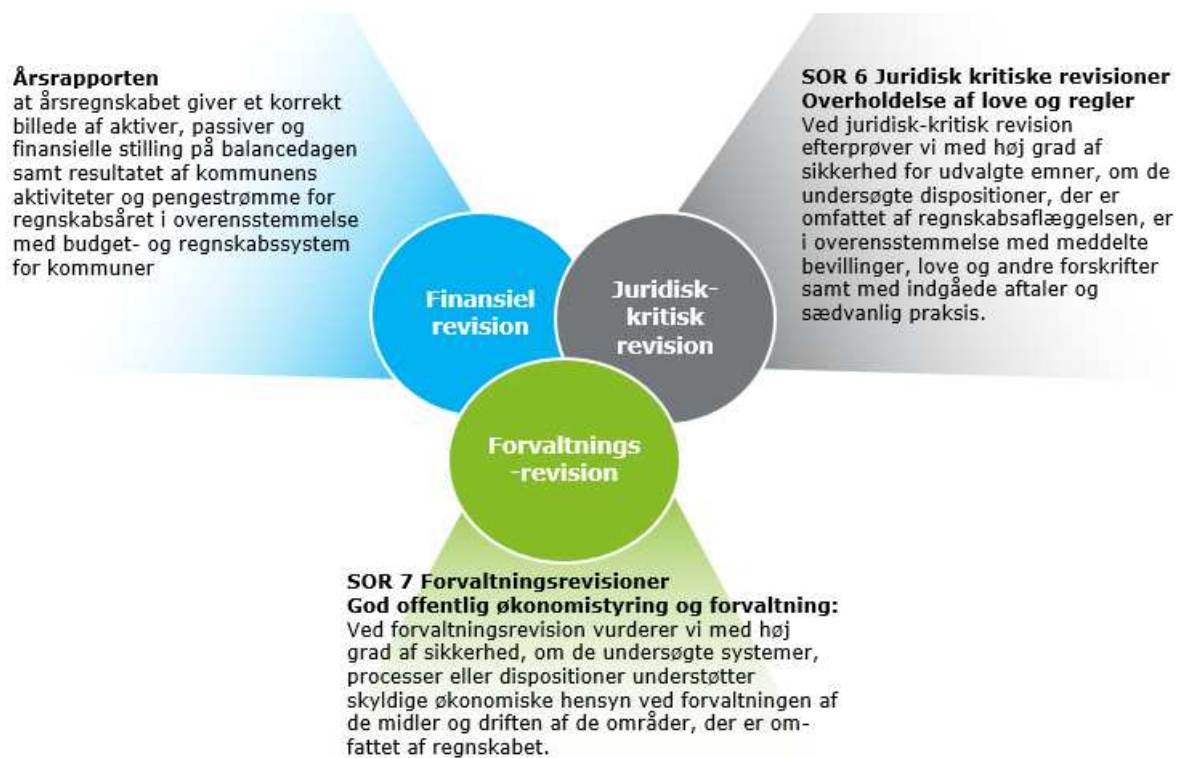 Årsrapporten
at årsregnskabet giver et korrekt
billede af aktiver, passiver og
finansielle stilling på balancedagen
samt resultatet af kommunens
aktiviteter og pengestrømme for
regnskabsåret i overensstemmelse
med budget- og regnskabssystem
for kommuner
SOR 6 Juridisk kritiske revisioner
Overholdelse af love og regler
Ved juridisk-kritisk revision
efterprøver vi med høj grad af
sikkerhed for udvalgte emner, om de
undersøgte dispositioner, der er
omfattet af regnskabsaflæggelsen, er
i overensstemmelse med meddelte
bevillinger, love og andre forskrifter
samt med indgåede aftaler og
sædvanlig praksis.
Finansiel
revision
Juridisk-
kritisk
revision
Forvaltnings
-revision
SOR 7 Forvaltningsrevisioner
God offentlig økonomistyring og forvaltning:
Ved forvaltningsrevision vurderer vi med høj
grad af sikkerhed, om de undersøgte systemer,
processer eller dispositioner understøtter
skyldige økonomiske hensyn ved forvaltningen af
de midler og driften af de områder, der er om-
fattet af regnskabet.